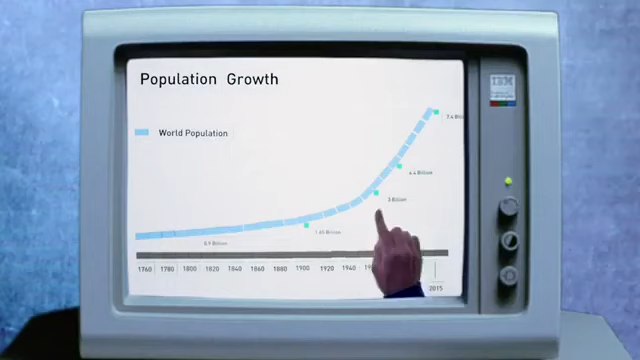 Population Growth
World Population
7.4 Billi
4.4 Billion
3 Billion
1.65 Billion
0.9 Billion
1760 1780 1800 1820 1840 1860 1880 1900 1920 1940
2015
IBM